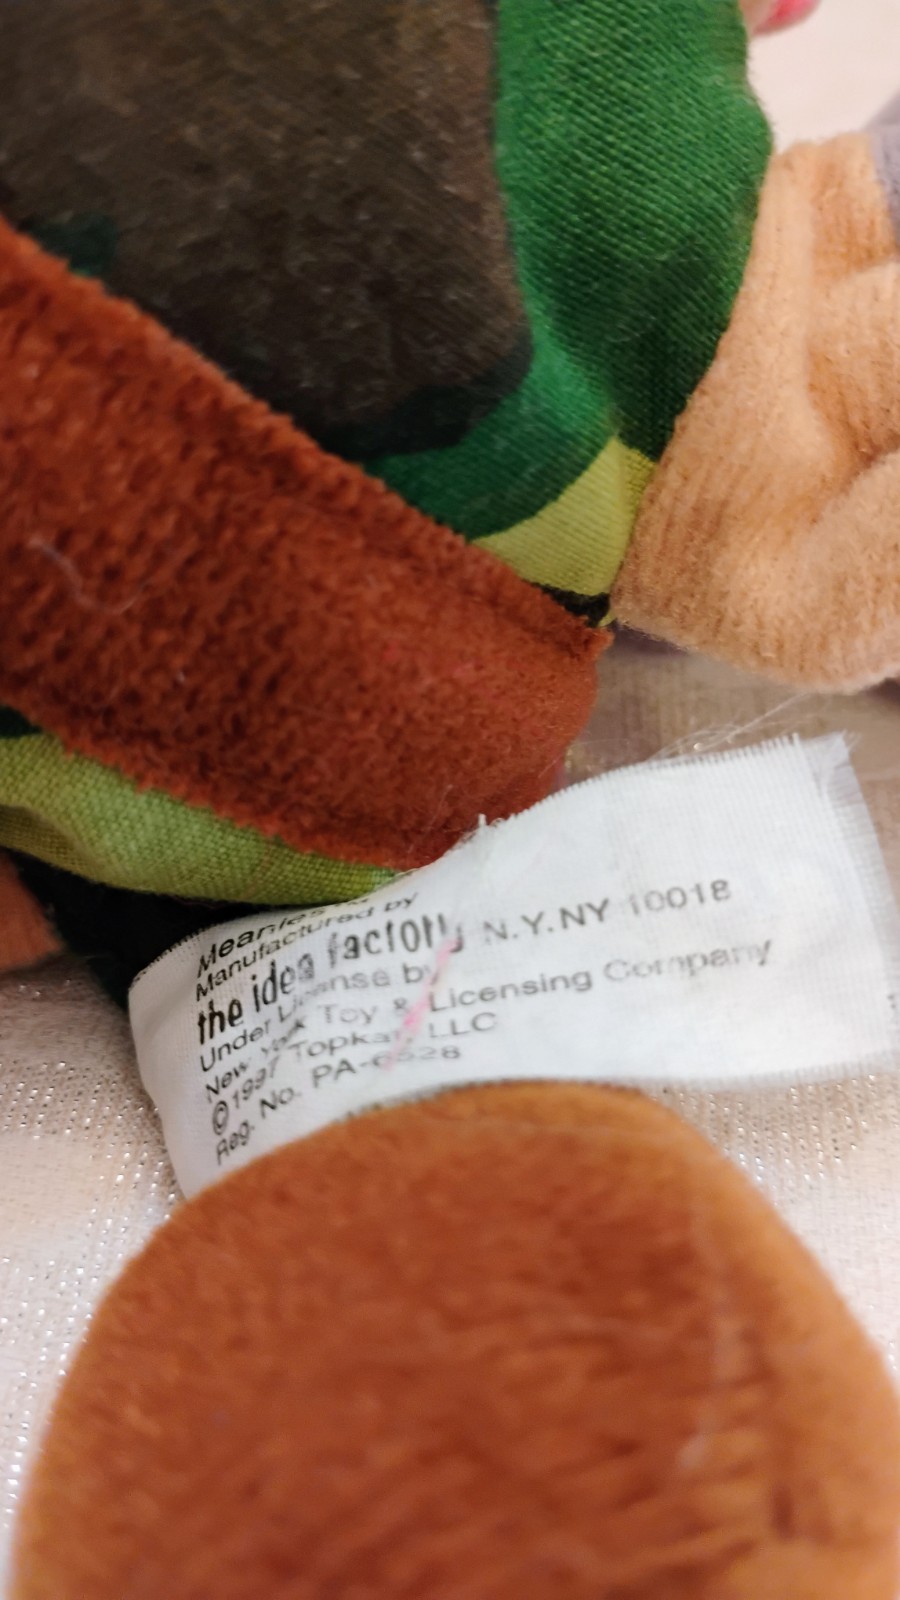 Meanies
Manufactured by
the idea factory N.Y.NY 10018
Under License by
New York Toy & Licensing Company
©1997 Topkat, LLC
Reg. No. PA-6528